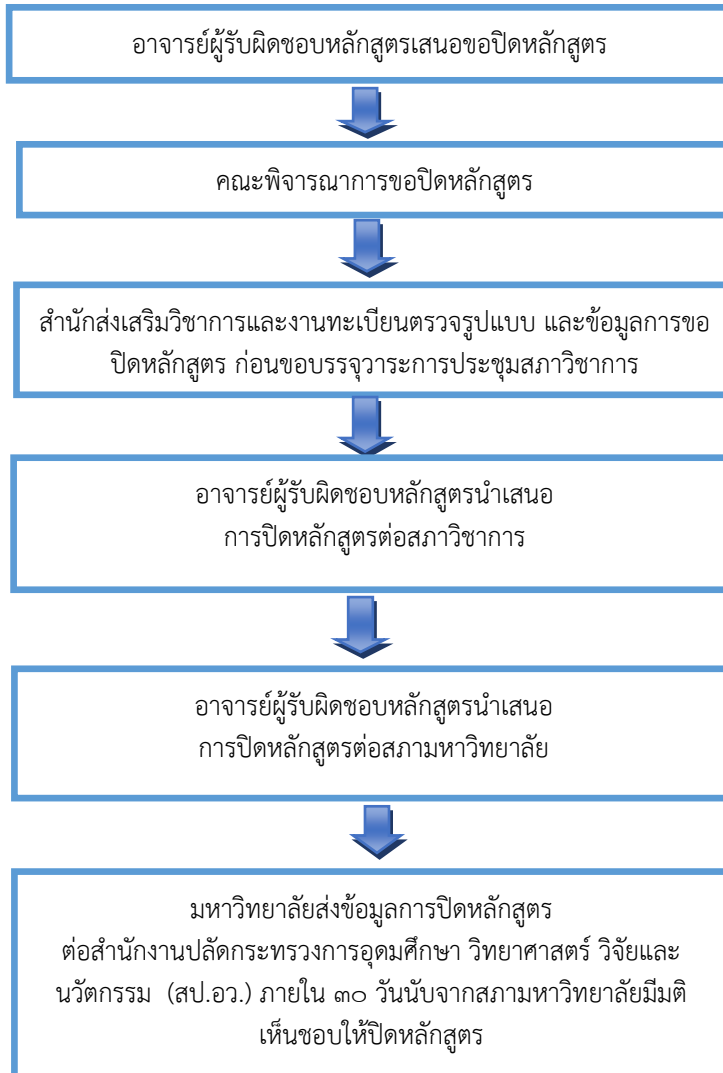 อาจารย์ผู้รับผิดชอบหลักสูตรเสนอขอปิดหลักสูตร
คณะพิจารณาการขอปิดหลักสูตร
สำนักส่งเสริมวิชาการและงานทะเบียนตรวจรูปแบบ และข้อมูลการขอ
ปิดหลักสูตร ก่อนขอบรรจุวาระการประชุมสภาวิชาการ
อาจารย์ผู้รับผิดชอบหลักสูตรนำเสนอ
การปิดหลักสูตรต่อสภาวิชาการ
อาจารย์ผู้รับผิดชอบหลักสูตรนำเสนอ
การปิดหลักสูตรต่อสภามหาวิทยาลัย
มหาวิทยาลัยส่งข้อมูลการปิดหลักสูตร
ต่อสำนักงานปลัดกระทรวงการอุดมศึกษา วิทยาศาสตร์ วิจัยและ
นวัตกรรม (สป.อว.) ภายใน ๓๐ วันนับจากสภามหาวิทยาลัยมีมติ
เห็นชอบให้ปิดหลักสูตร